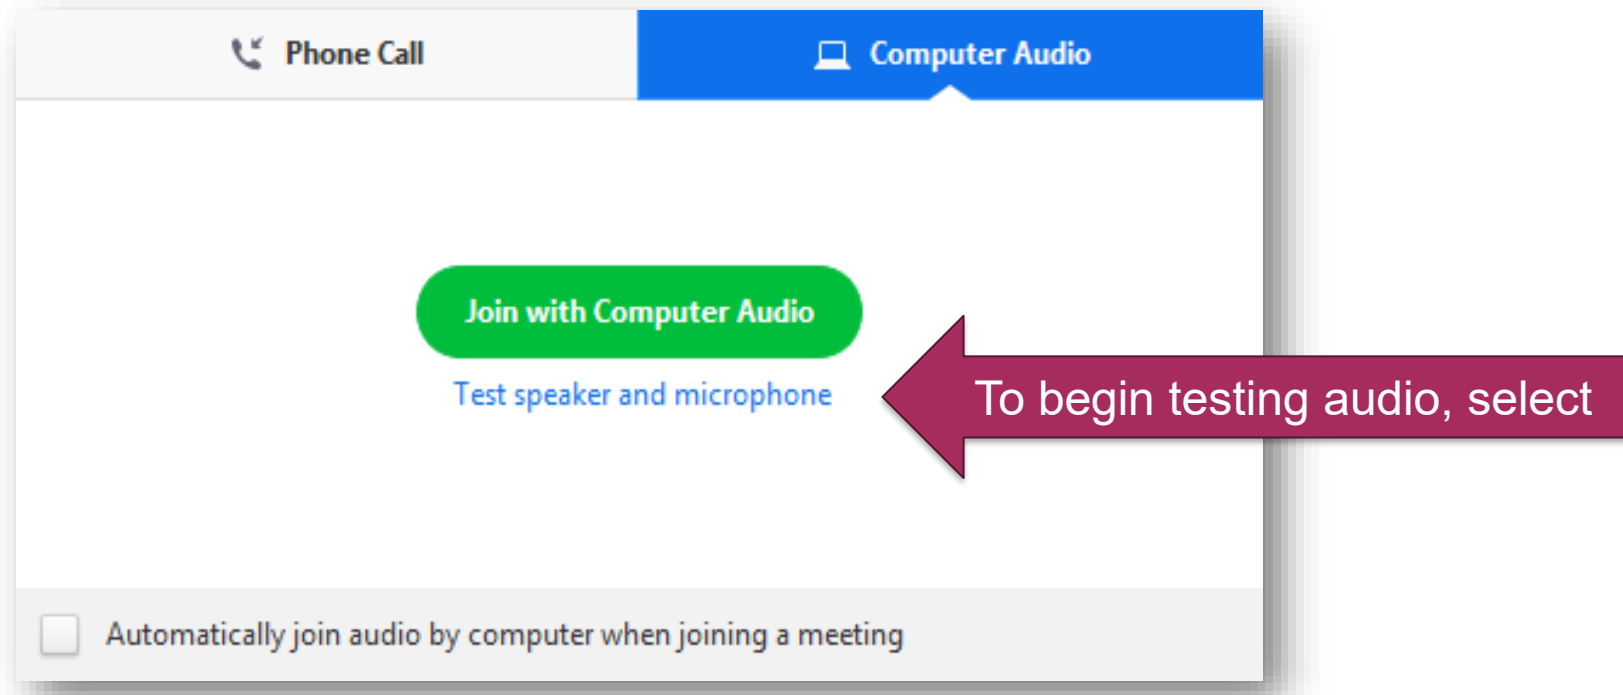 Phone Call
Computer Audio
Join with Computer Audio
Test speaker and microphone
To begin testing audio, select
Automatically join audio by computer when joining a meeting